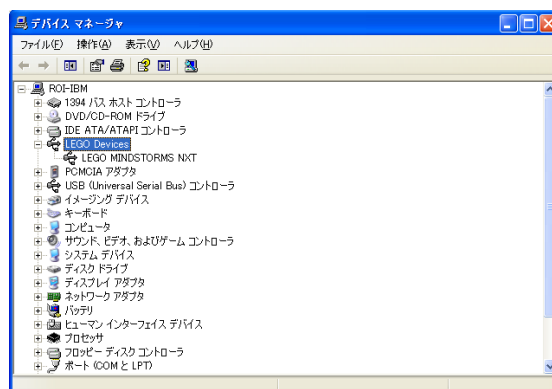 デバイス マネージャ
ファイル(F) 操作(A) 表示(V) ヘルプ(H)
ROI-IBM
1394 バス ホスト コントローラ
DVD/CD-ROM ドライブ
IDE ATA/ATAPI コントローラ
LEGO Devices
LEGO MINDSTORMS NXT
PCMCIA アダプタ
USB (Universal Serial Bus) コントローラ
イメージング デバイス
キーボード
コンピュータ
サウンド、ビデオ、およびゲーム コントローラ
システム デバイス
ディスク ドライブ
ディスプレイ アダプタ
ネットワーク アダプタ
バッテリ
ヒューマン インターフェイス デバイス
プロセッサ
フロッピー ディスク コントローラ
ポート (COM と LPT)